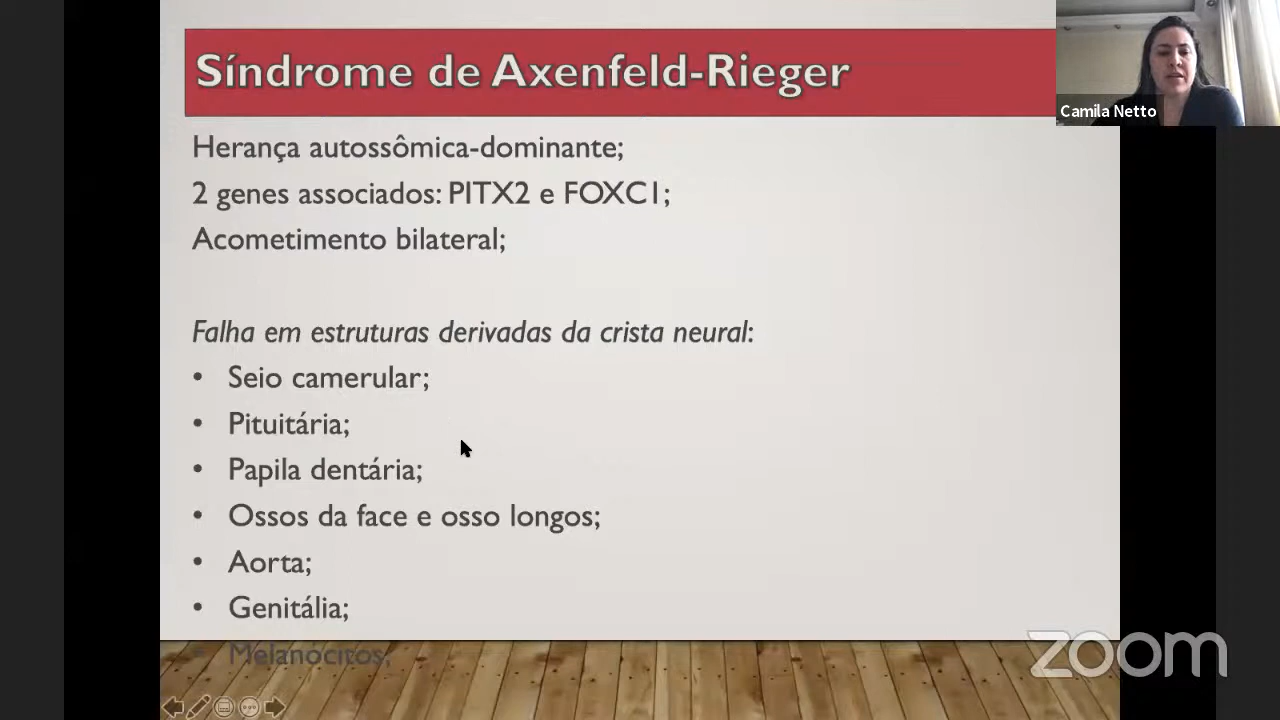 Síndrome de Axenfeld-Rieger
Camila Netto
Herança autossômica-dominante;
2 genes associados: PITX2 e FOXC1;
Acometimento bilateral;
Falha em estruturas derivadas da crista neural:
• Seio camerular;
• Pituitária;
• Papila dentária;
• Ossos da face e osso longos;
• Aorta;
• Genitália;
• Melanócitos;
zoom